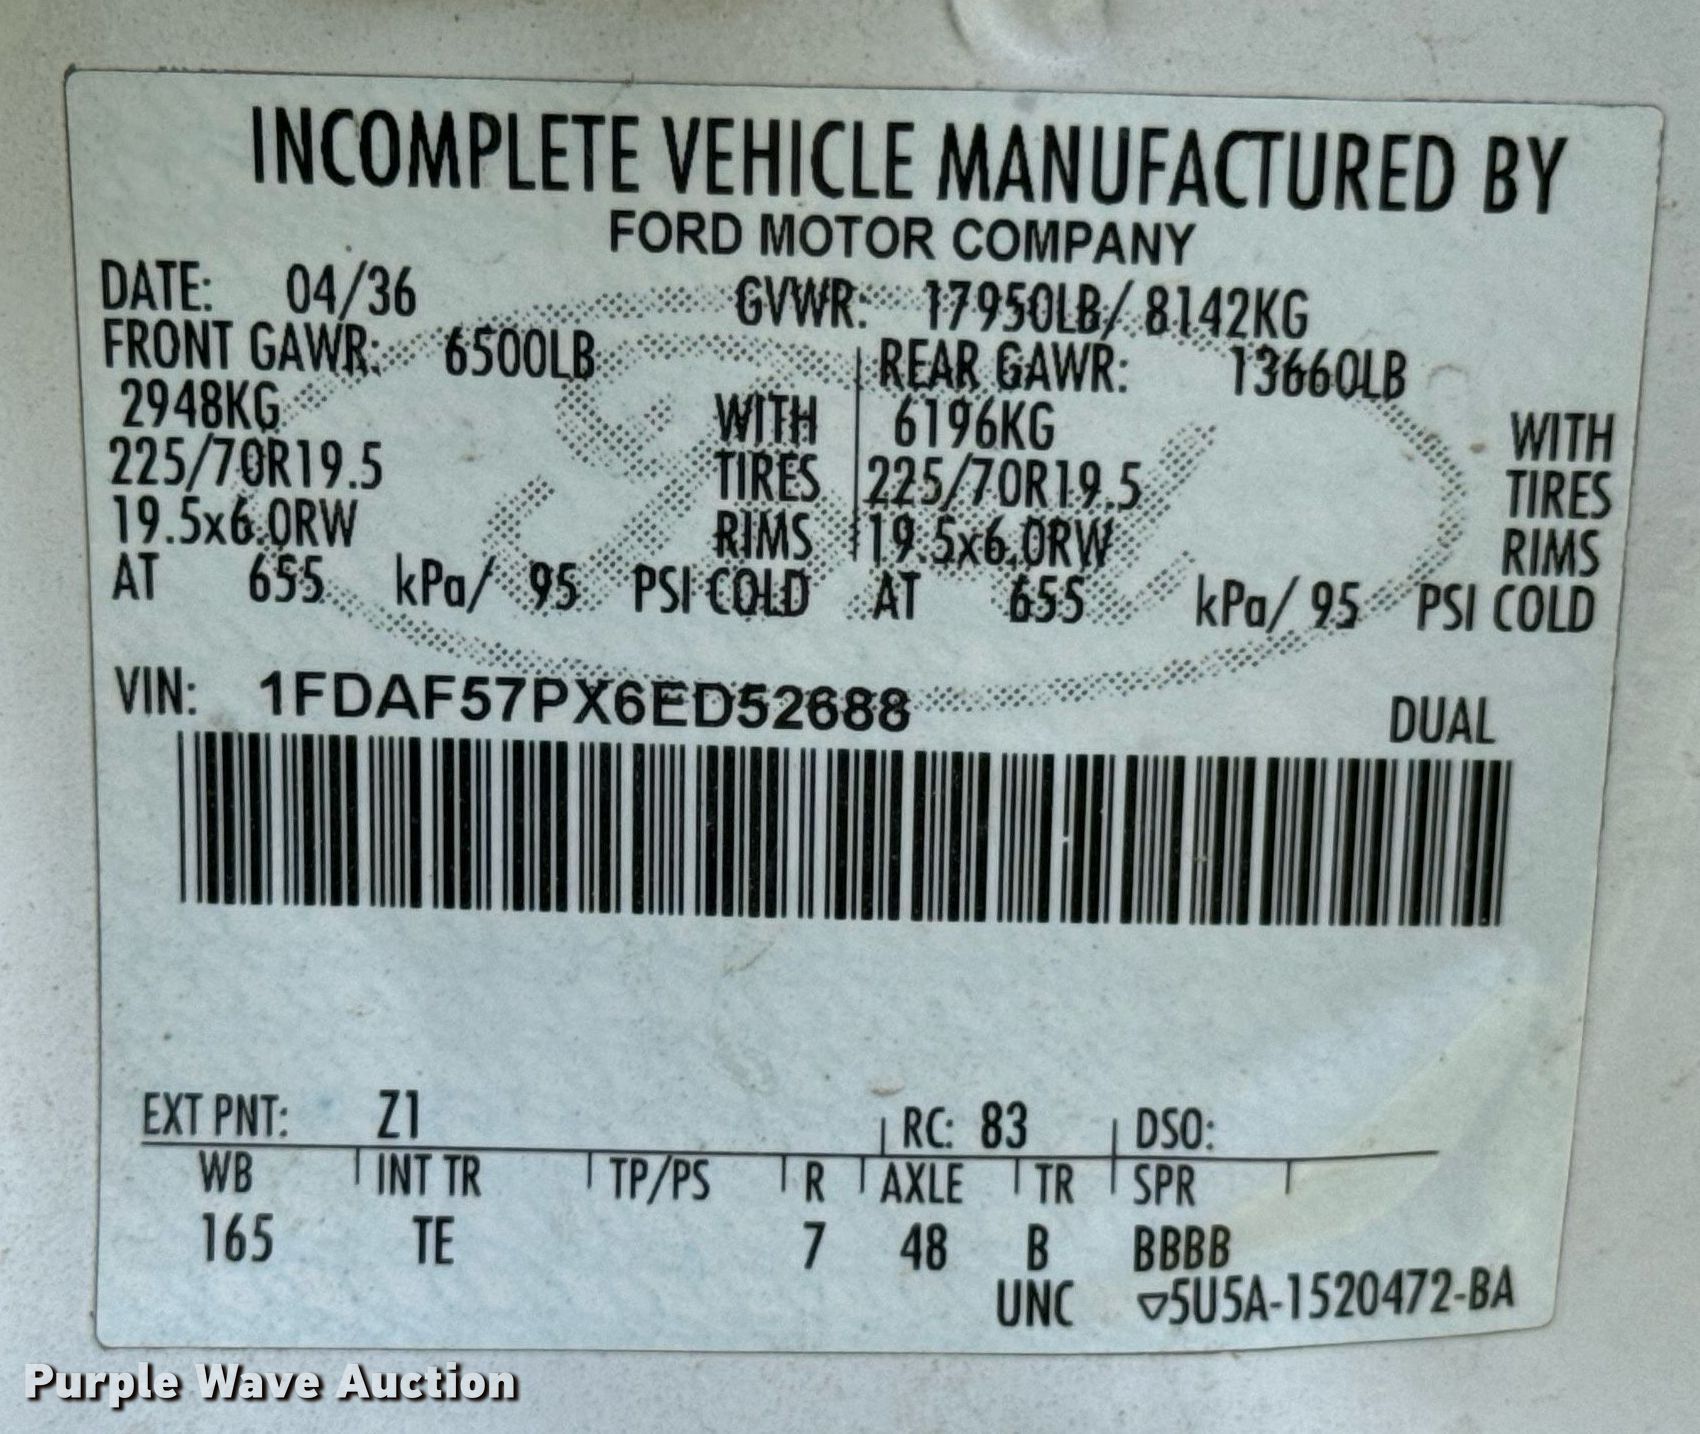 INCOMPLETE VEHICLE MANUFACTURED BY
FORD MOTOR COMPANY
DATE: 04/36 GVWR: 17950LB/ 8142KG
FRONT GAWR: 6500LB REAR GAWR: 13660LB
2948KG WITH 6196KG WITH
225/70R19.5 TIRES 225/70R19.5 TIRES
19.5x6.0RW RIMS 19.5x6.0RW RIMS
AT 655 kPa/ 95 PSI COLD AT 655 kPa/ 95 PSI COLD
VIN: 1FDAF57PX6ED52688 DUAL
EXT PNT: Z1 RC: 83 DSO:
WB INT TR TP/PS R AXLE TR SPR
165 TE 7 48 B BBBB
UNC ▽5U5A-1520472-BA
Purple Wave Auction